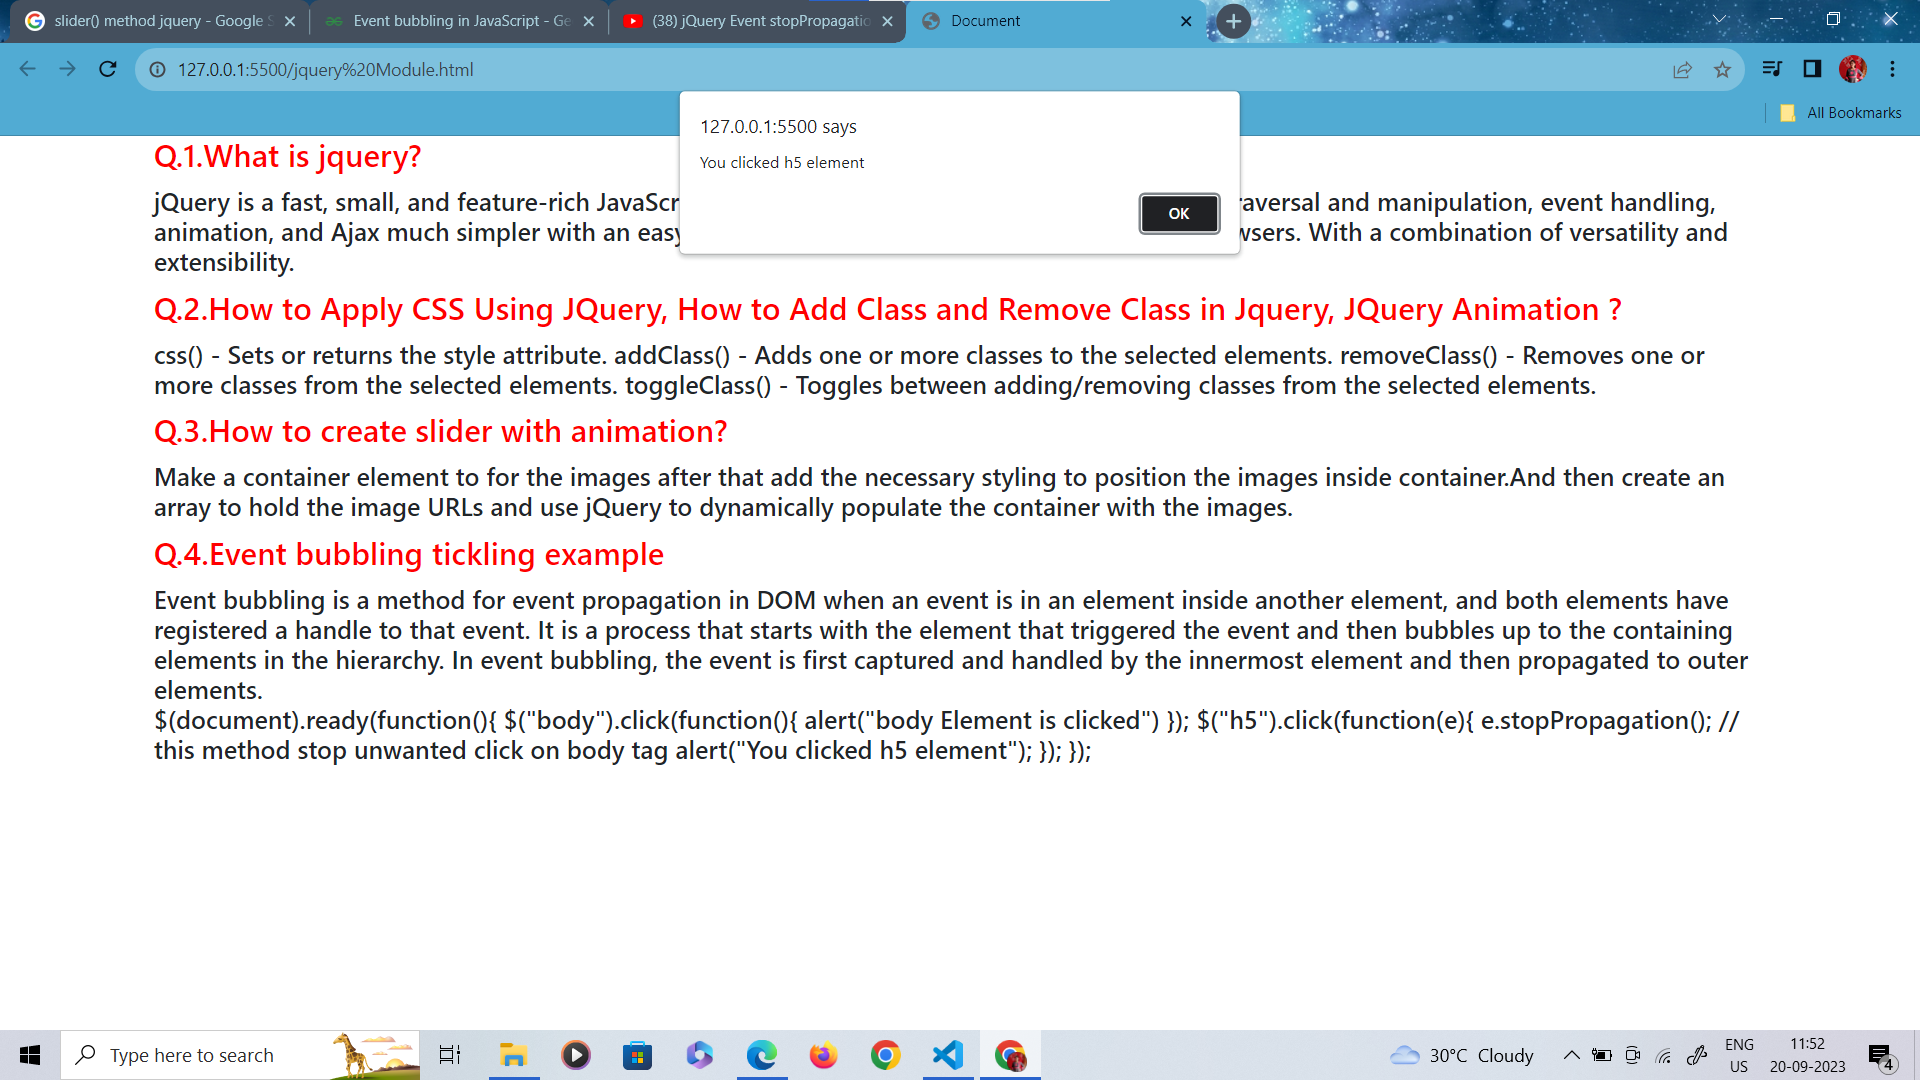 slider() method jquery - Google S
Event bubbling in JavaScript - Ge
(38) jQuery Event stopPropagatio
Document
127.0.0.1:5500/jquery%20Module.html
All Bookmarks
127.0.0.1:5500 says
You clicked h5 element
OK
Q.1.What is jquery?
jQuery is a fast, small, and feature-rich JavaScr raversal and manipulation, event handling,
animation, and Ajax much simpler with an easy wsers. With a combination of versatility and
extensibility.
Q.2.How to Apply CSS Using JQuery, How to Add Class and Remove Class in Jquery, JQuery Animation ?
css() - Sets or returns the style attribute. addClass() - Adds one or more classes to the selected elements. removeClass() - Removes one or
more classes from the selected elements. toggleClass() - Toggles between adding/removing classes from the selected elements.
Q.3.How to create slider with animation?
Make a container element to for the images after that add the necessary styling to position the images inside container.And then create an
array to hold the image URLs and use jQuery to dynamically populate the container with the images.
Q.4.Event bubbling tickling example
Event bubbling is a method for event propagation in DOM when an event is in an element inside another element, and both elements have
registered a handle to that event. It is a process that starts with the element that triggered the event and then bubbles up to the containing
elements in the hierarchy. In event bubbling, the event is first captured and handled by the innermost element and then propagated to outer
elements.
$(document).ready(function(){ $("body").click(function(){ alert("body Element is clicked") }); $("h5").click(function(e){ e.stopPropagation(); //
this method stop unwanted click on body tag alert("You clicked h5 element"); }); });
Type here to search
30°C Cloudy
ENG
US
11:52
20-09-2023
4